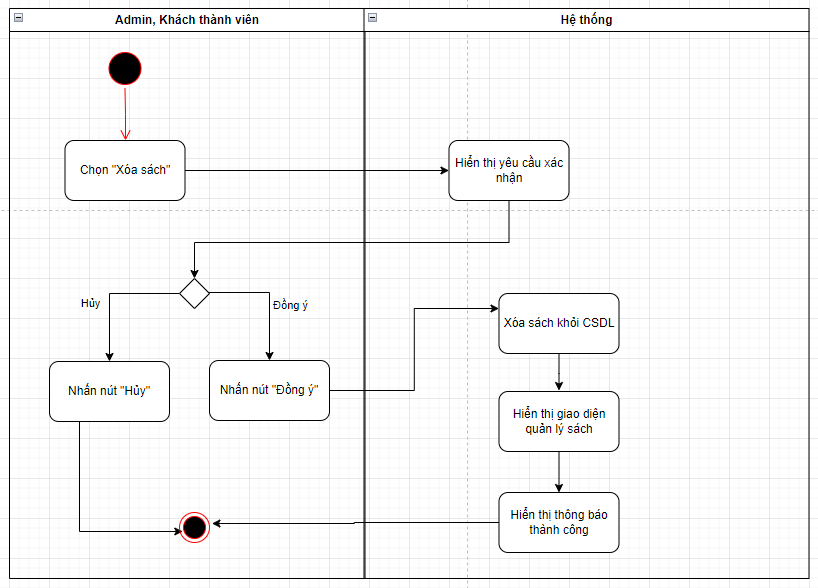 Admin, Khách thành viên
Hệ thống
Chọn "Xóa sách"
Hiển thị yêu cầu xác
nhận
Hủy
Đồng ý
Xóa sách khỏi CSDL
Nhấn nút "Hủy"
Nhấn nút "Đồng ý"
Hiển thị giao diện
quản lý sách
Hiển thị thông báo
thành công